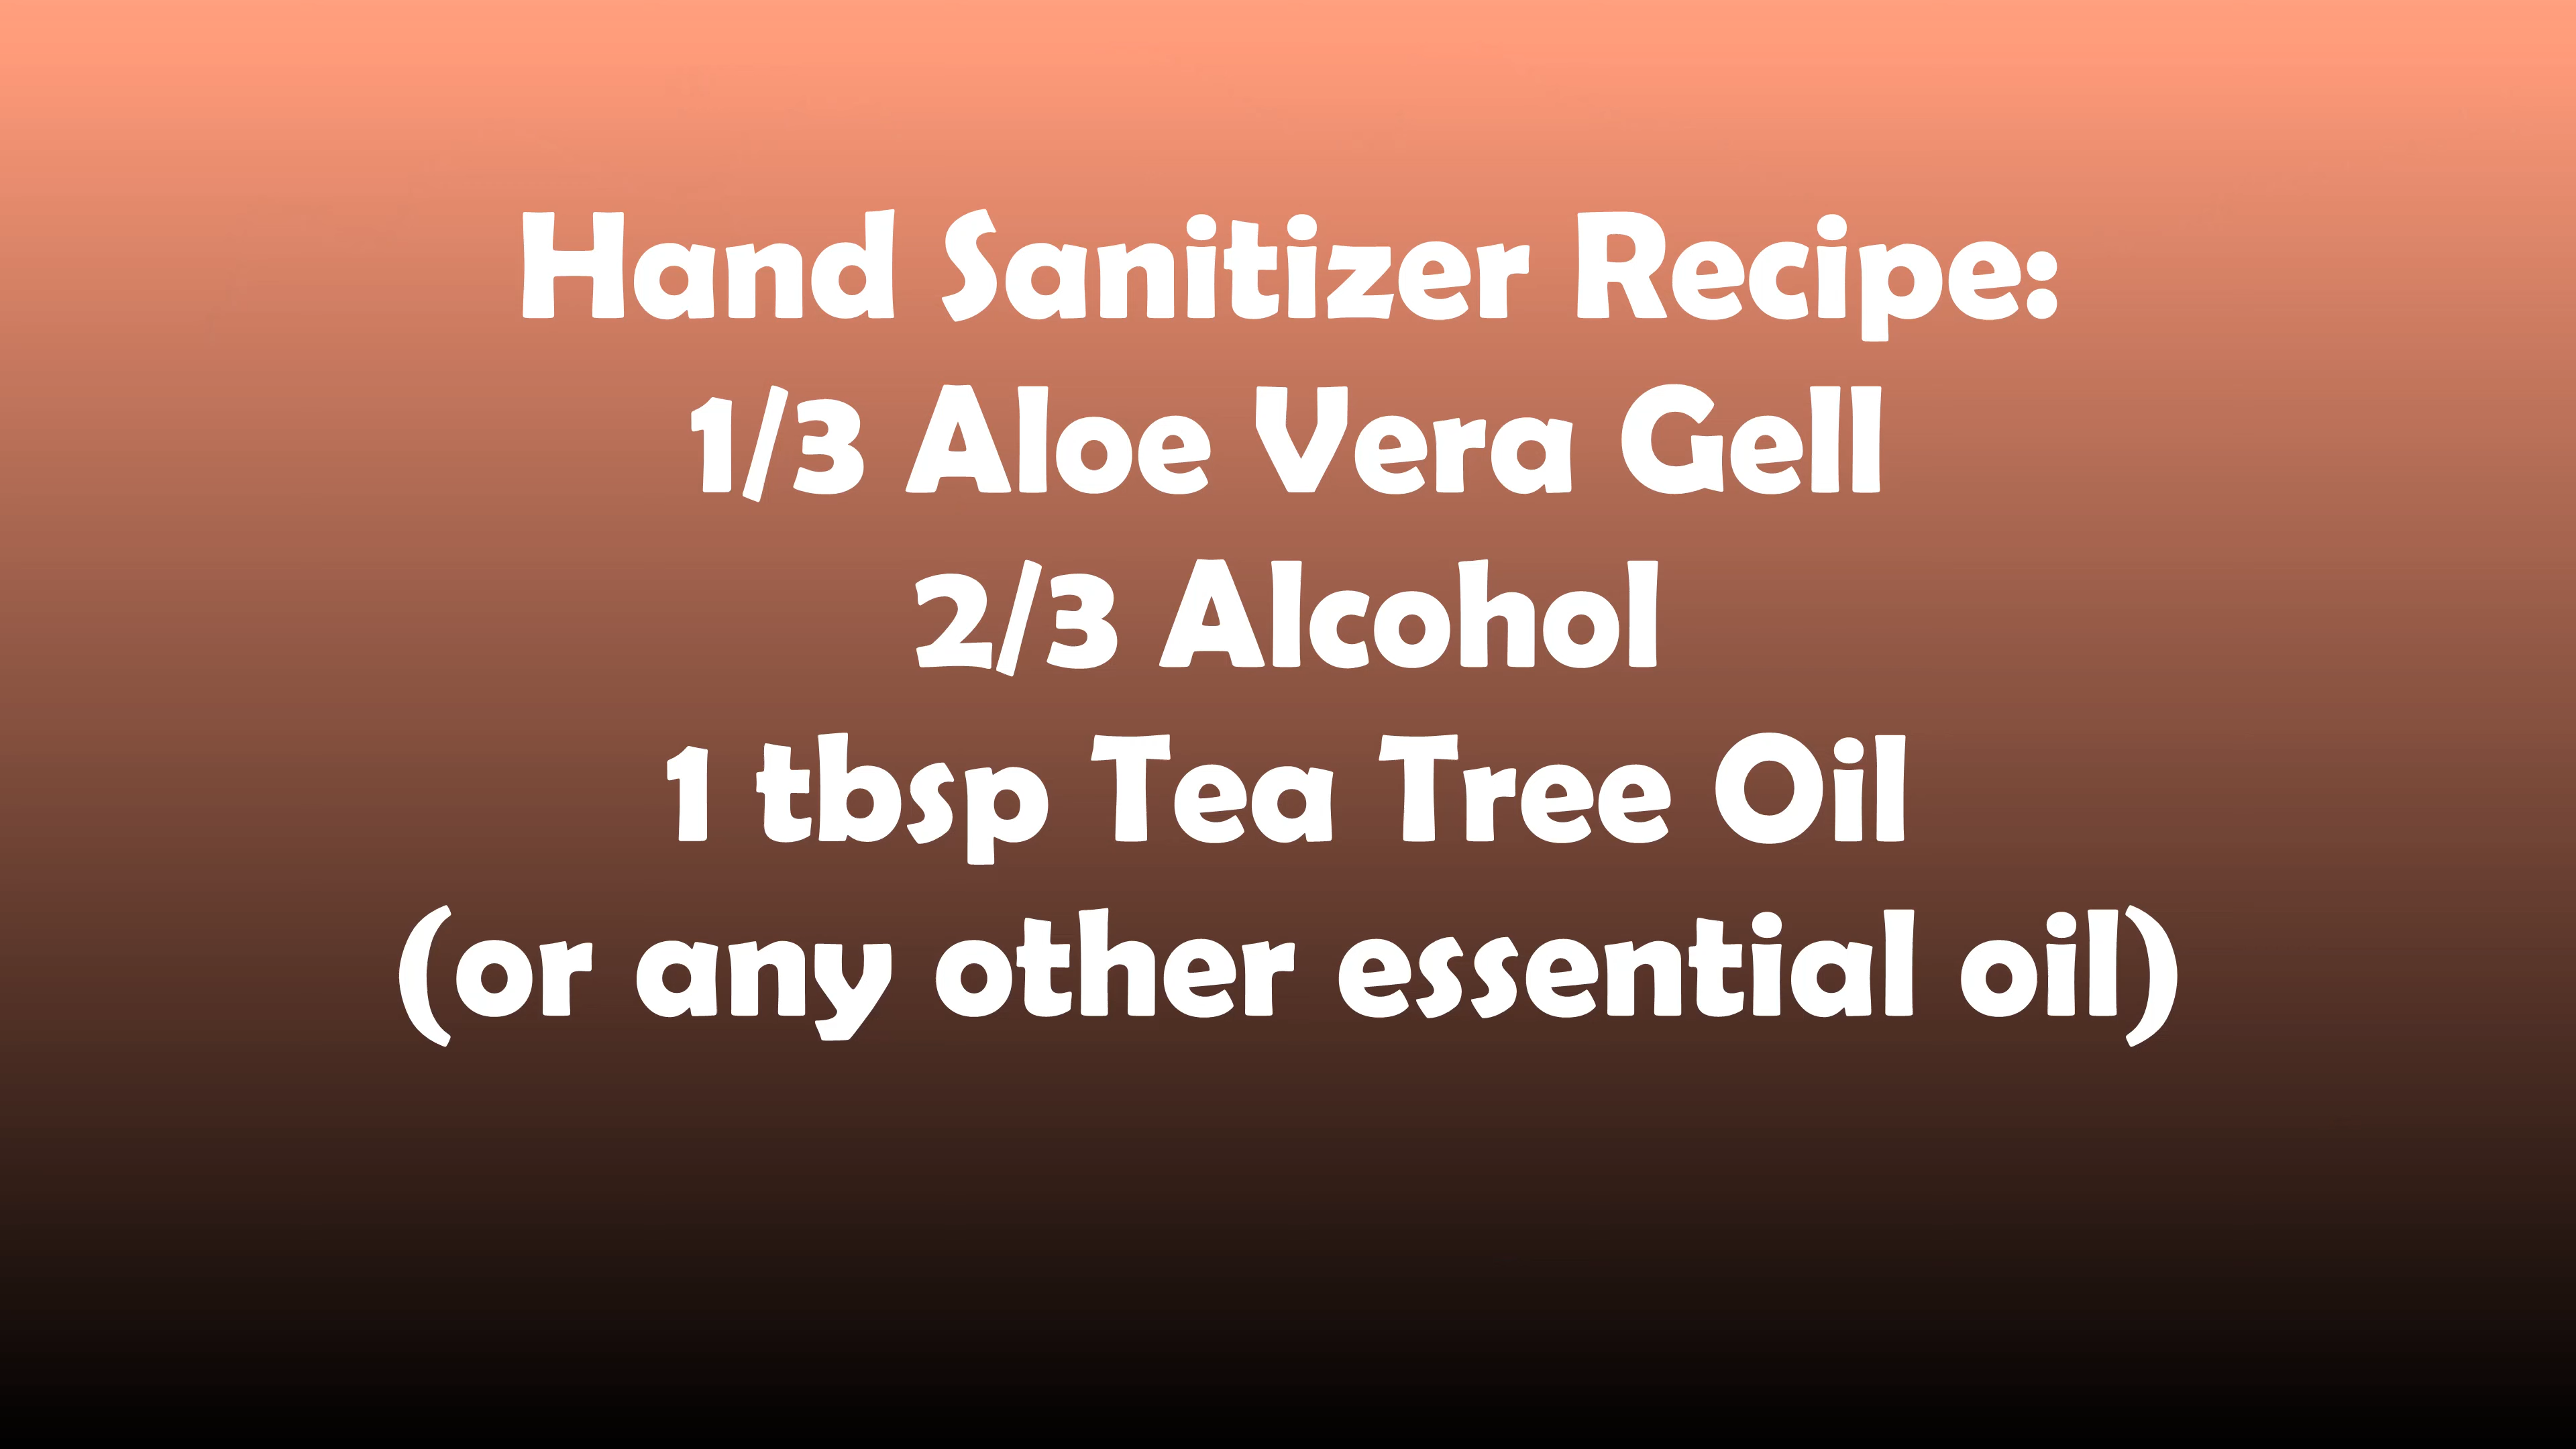 Hand Sanitizer Recipe:
1/3 Aloe Vera Gell
2/3 Alcohol
1 tbsp Tea Tree Oil
(or any other essential oil)